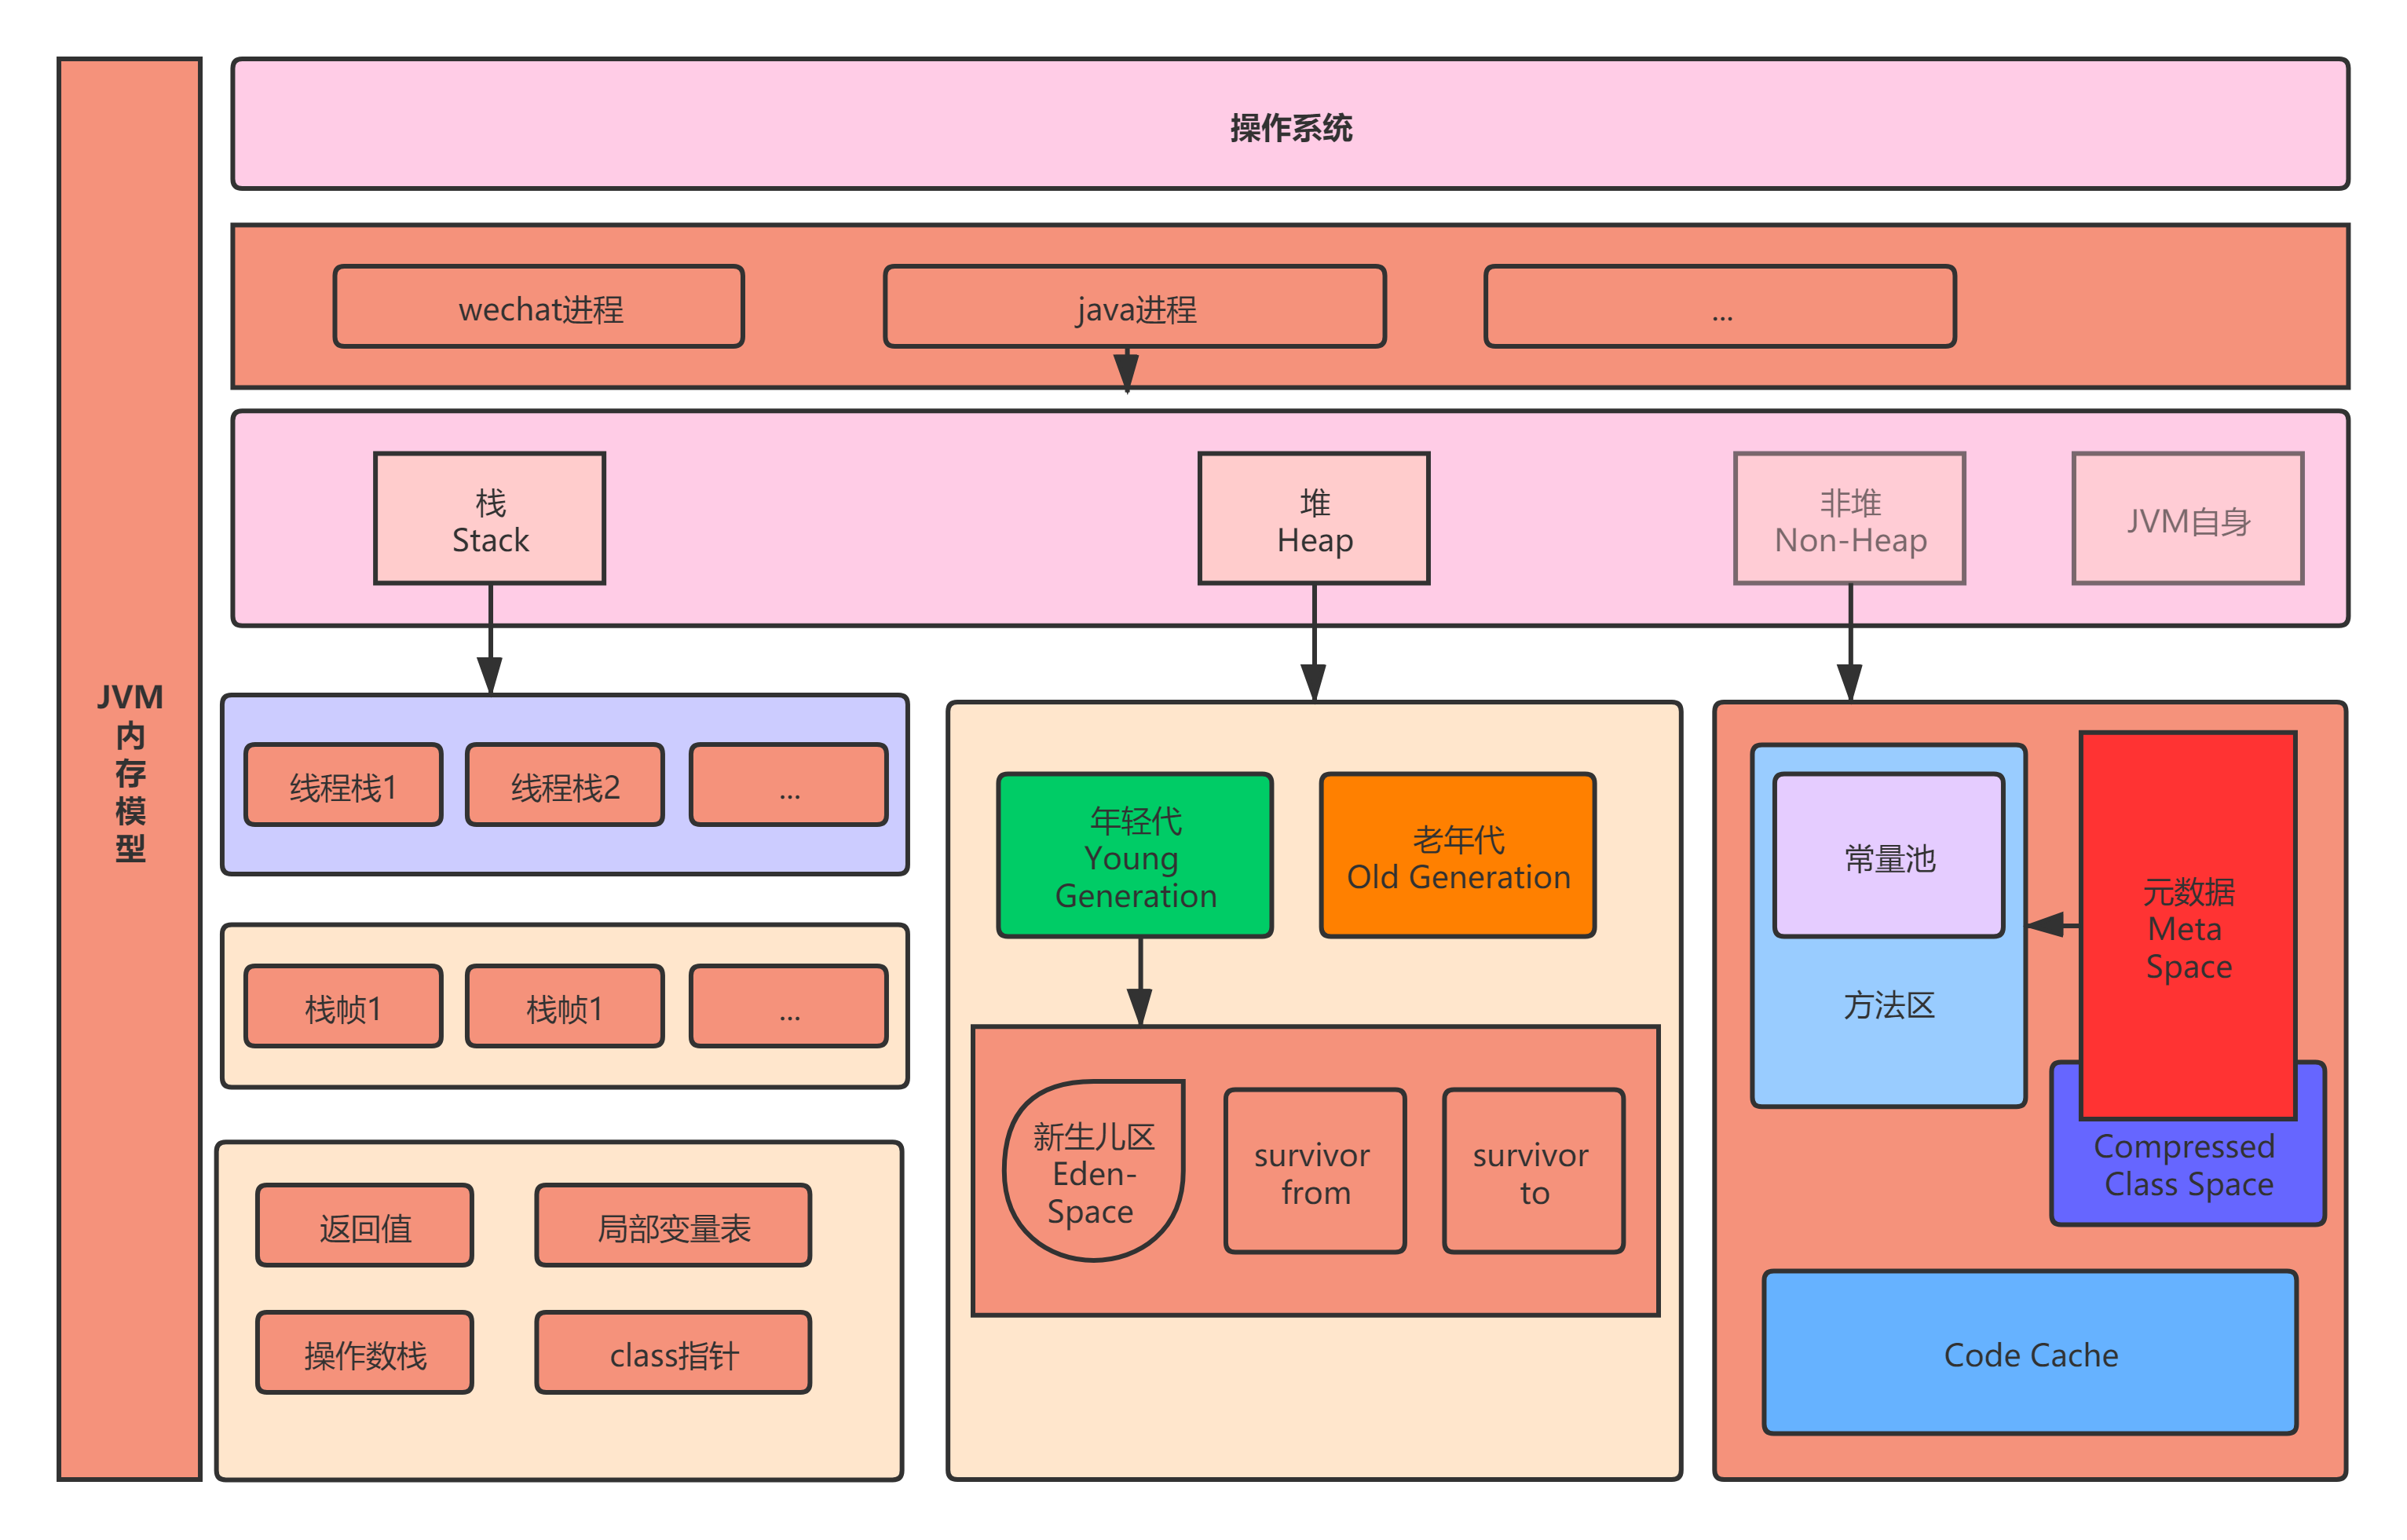 操作系统
wechat进程
java进程
...
栈
Stack
堆
Heap
非堆
Non-Heap
JVM自身
JVM
内
存
模
型
线程栈1
线程栈2
...
栈帧1
栈帧1
...
返回值
局部变量表
操作数栈
class指针
年轻代
Young
Generation
老年代
Old Generation
新生儿区
Eden-
Space
survivor
from
survivor
to
常量池
方法区
元数据
Meta
Space
Compressed
Class Space
Code Cache